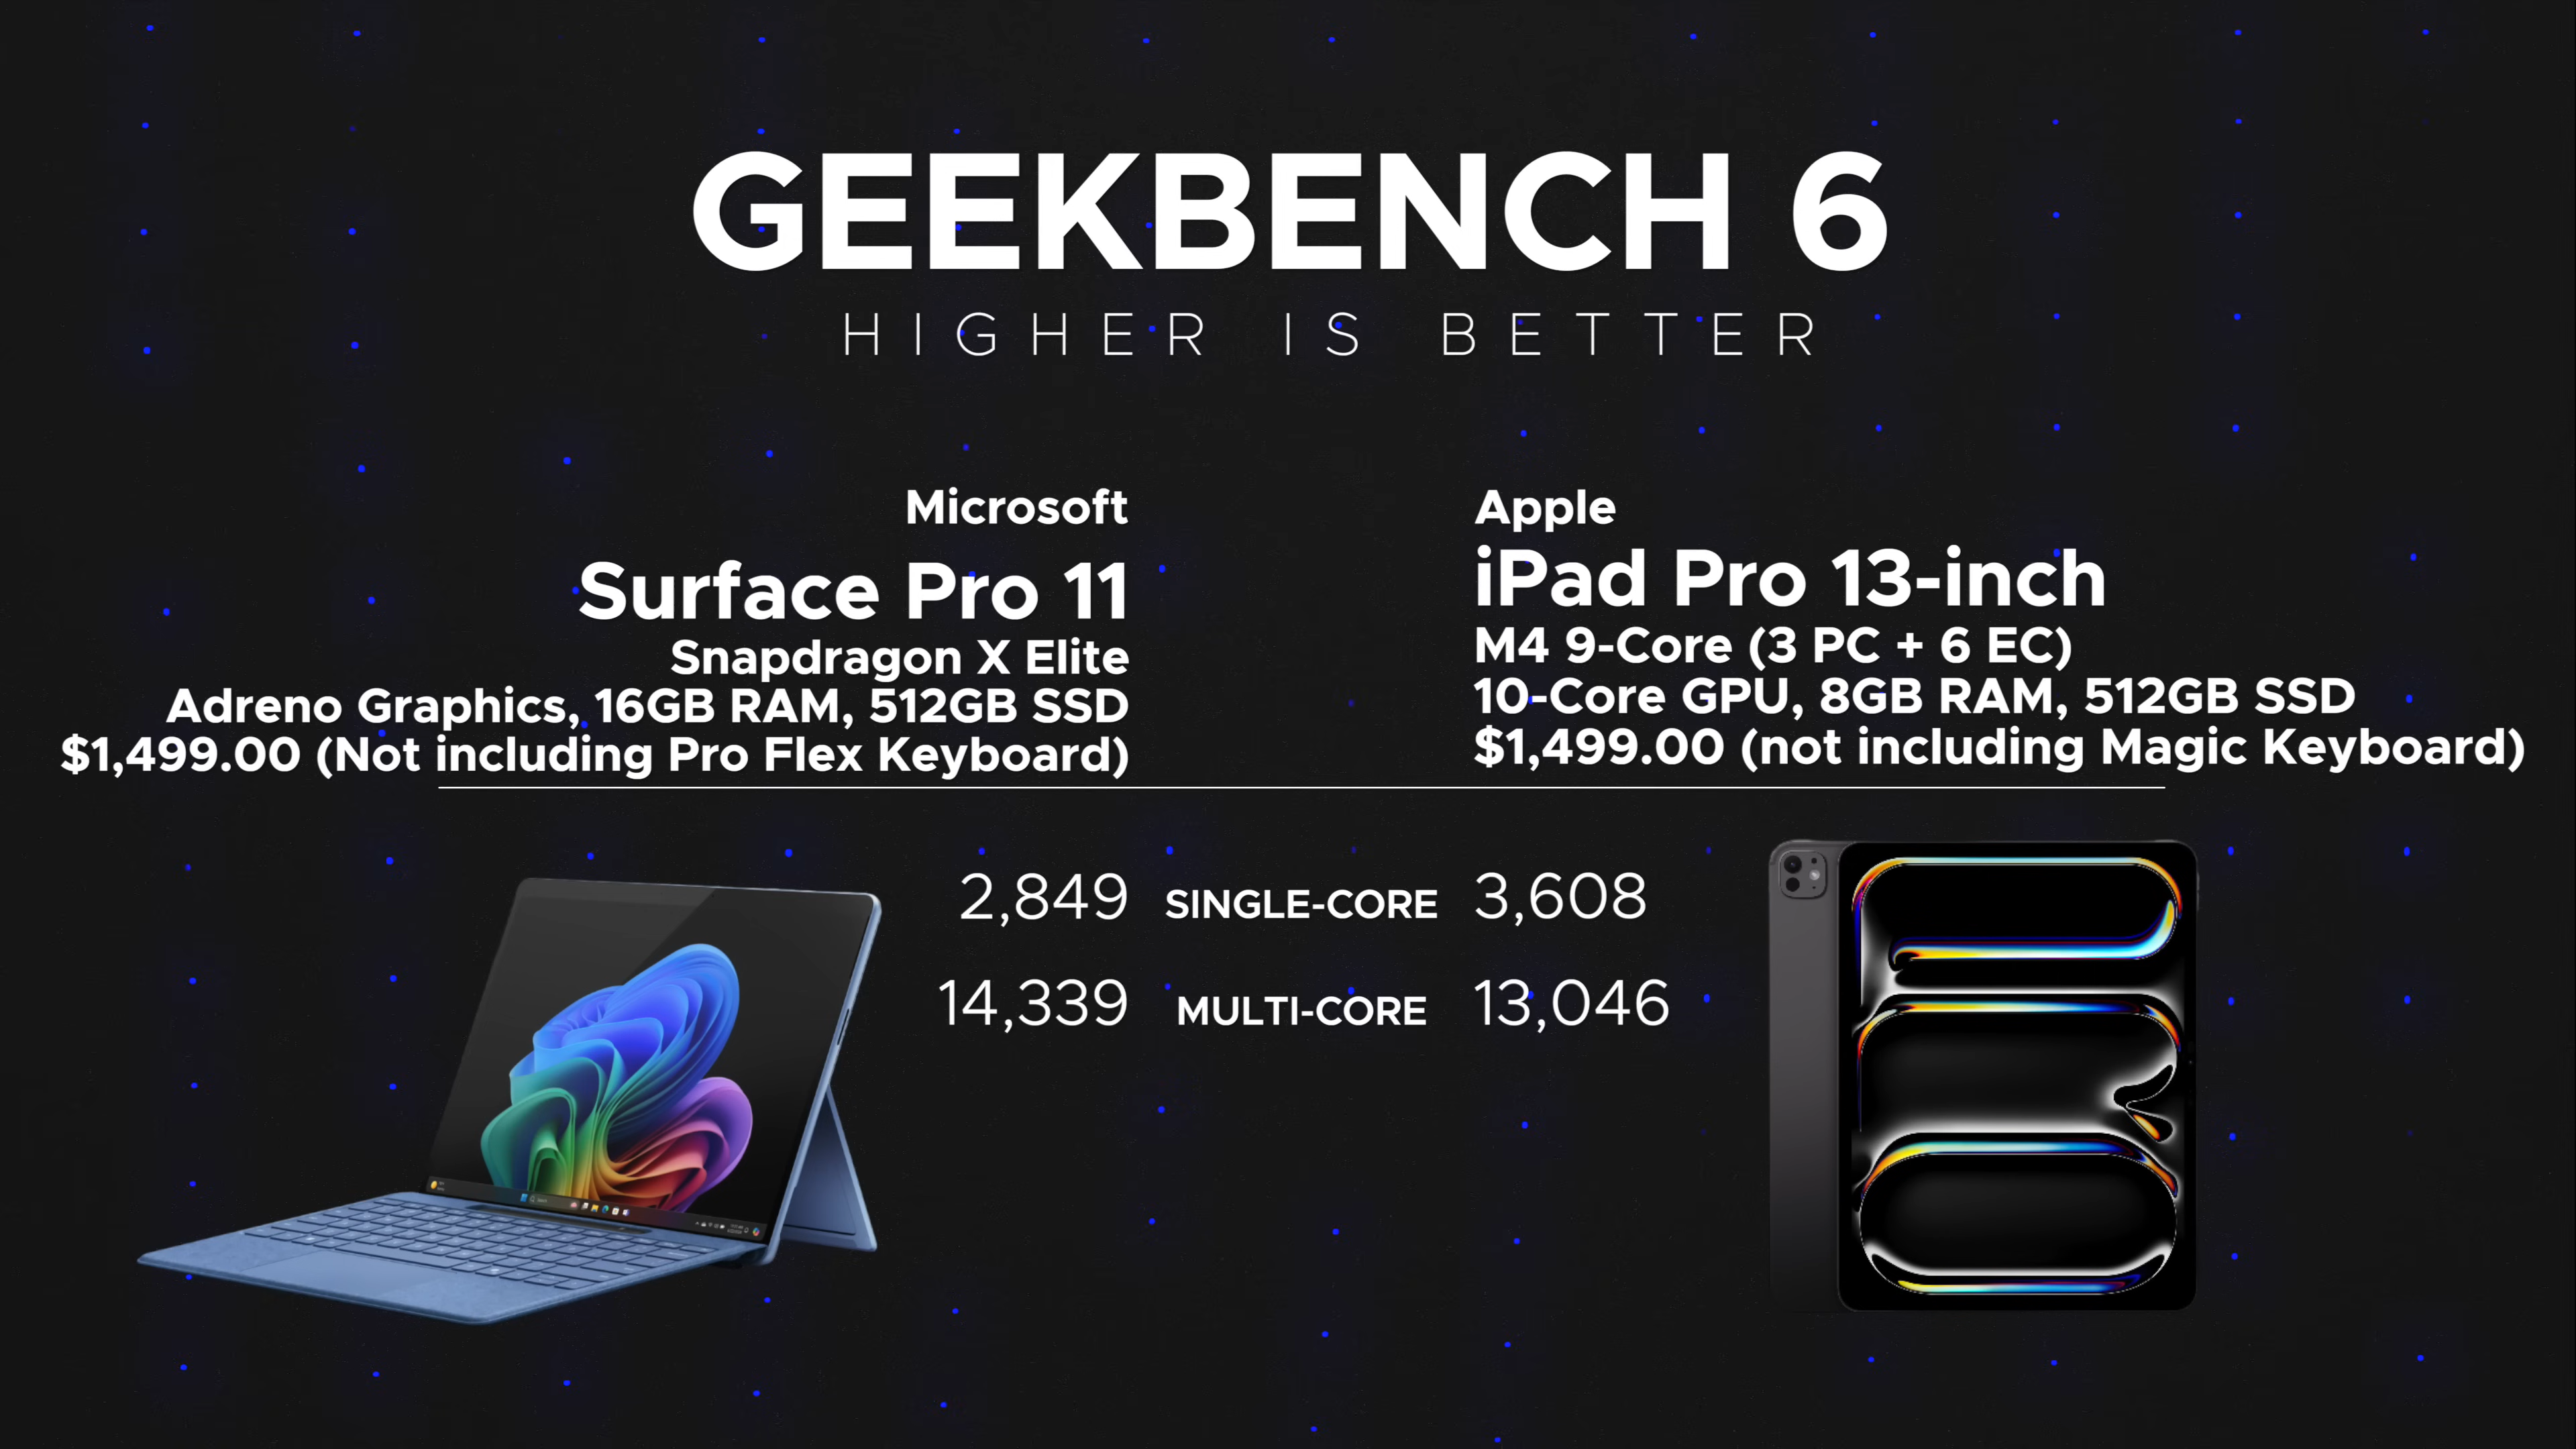 GEEKBENCH 6
HIGHER IS BETTER
Microsoft
Surface Pro 11
Snapdragon X Elite
Adreno Graphics, 16GB RAM, 512GB SSD
$1,499.00 (Not including Pro Flex Keyboard)
Apple
iPad Pro 13-inch
M4 9-Core (3 PC + 6 EC)
10-Core GPU, 8GB RAM, 512GB SSD
$1,499.00 (not including Magic Keyboard)
2,849 SINGLE-CORE 3,608
14,339 MULTI-CORE 13,046